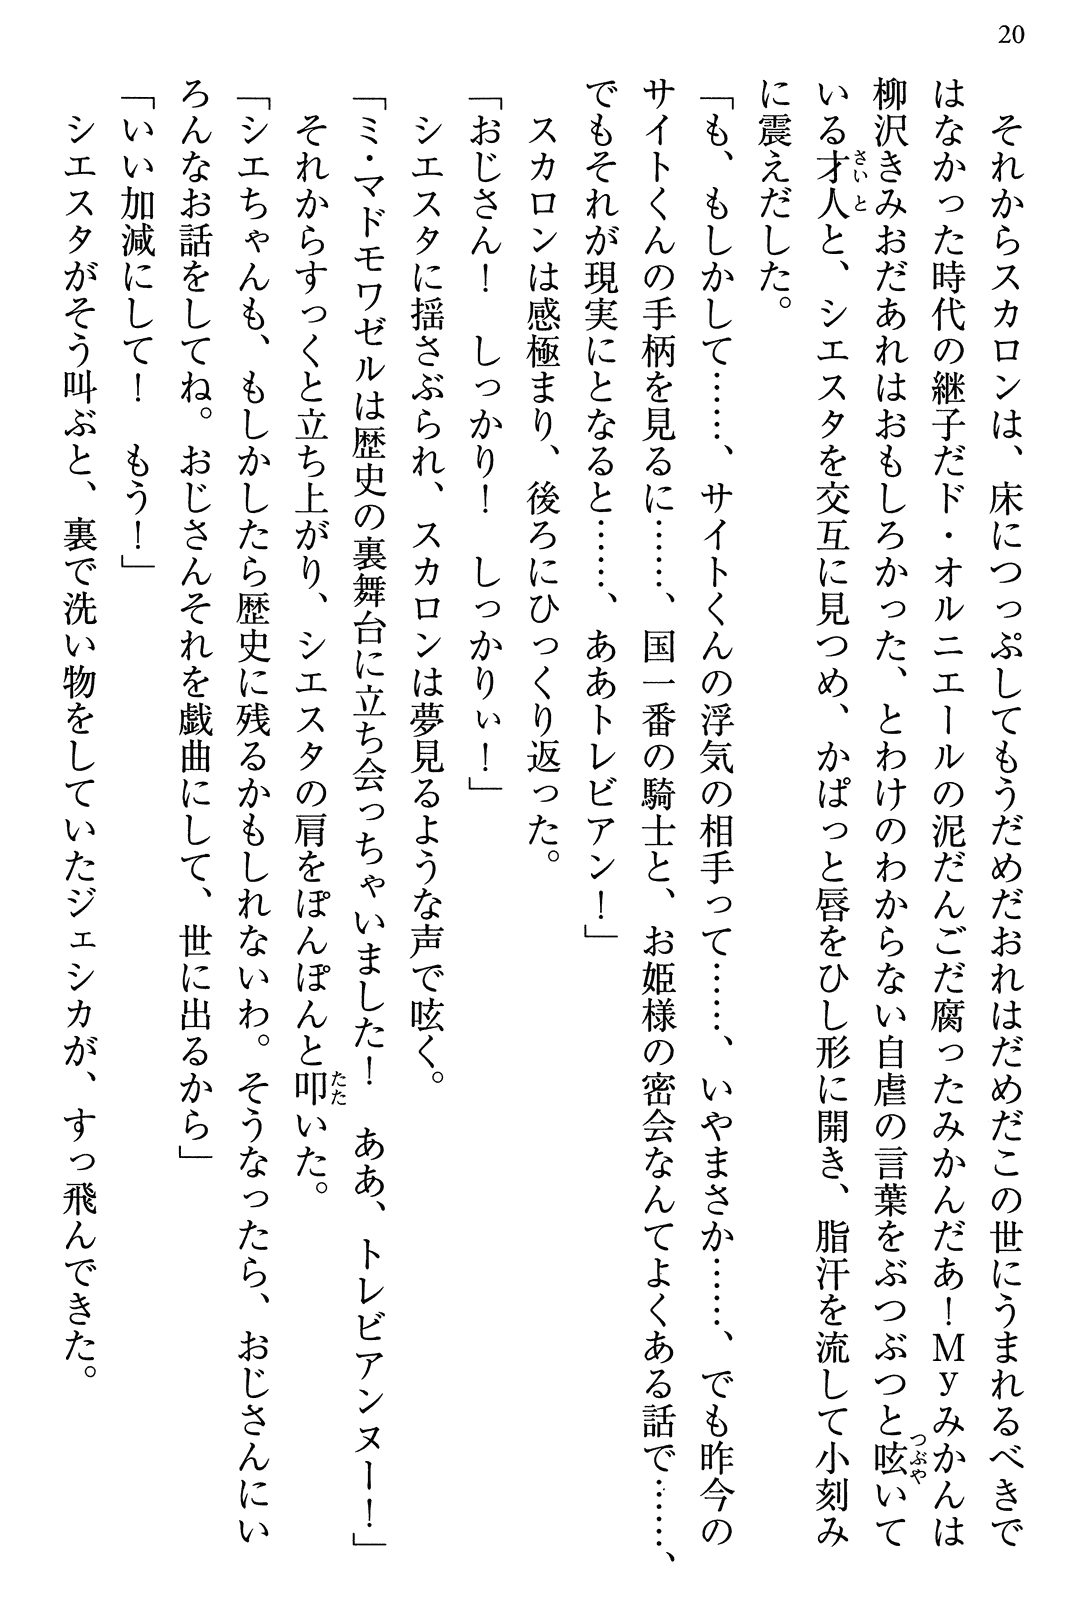 20
それからスカロンは、床につっぷしてもうだめだおれはだめだこの世にうまれるべきで
はなかった時代の継子だド・オルニエールの泥だんごだ腐ったみかんだあ！Ｍｙみかんは
柳沢きみおだあれはおもしろかった、とわけのわからない自虐の言葉をぶつぶつと呟いて
いる才人と、シエスタを交互に見つめ、かぱっと唇をひし形に開き、脂汗を流して小刻み
に震えだした。
「も、もしかして……、サイトくんの浮気の相手って……、いやまさか……、でも昨今の
サイトくんの手柄を見るに……、国一番の騎士と、お姫様の密会なんてよくある話で……、
でもそれが現実にとなると……、ああトレビアン！」
スカロンは感極まり、後ろにひっくり返った。
「おじさん！　しっかり！　しっかりぃ！」
シエスタに揺さぶられ、スカロンは夢見るような声で呟く。
「ミ・マドモワゼルは歴史の裏舞台に立ち会っちゃいました！　ああ、トレビアンヌー！」
それからすっくと立ち上がり、シエスタの肩をぽんぽんと叩いた。
「シエちゃんも、もしかしたら歴史に残るかもしれないわ。そうなったら、おじさんにい
ろんなお話をしてね。おじさんそれを戯曲にして、世に出るから」
「いい加減にして！　もう！」
シエスタがそう叫ぶと、裏で洗い物をしていたジェシカが、すっ飛んできた。